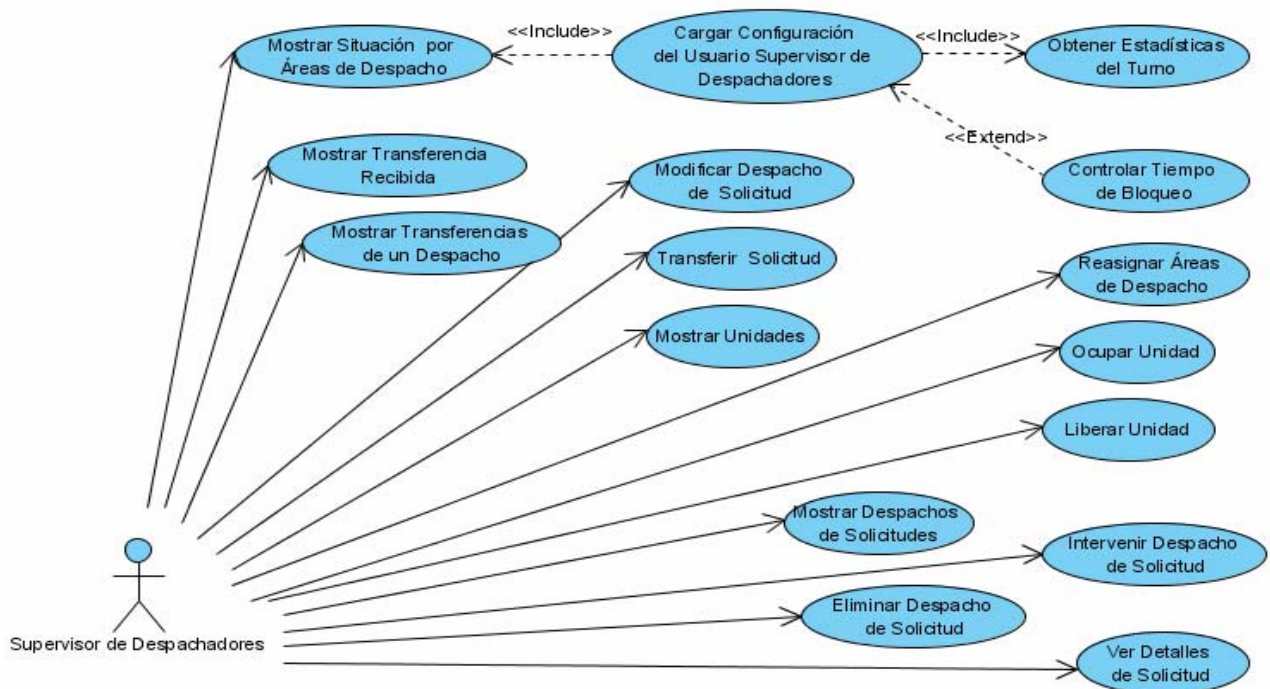 Mostrar Situación por
Áreas de Despacho
<<Include>>
Cargar Configuración
del Usuario Supervisor de
Despachadores
<<Include>>
Obtener Estadísticas
del Turno
<<Extend>>
Mostrar Transferencia
Recibida
Modificar Despacho
de Solicitud
Controlar Tiempo
de Bloqueo
Mostrar Transferencias
de un Despacho
Transferir Solicitud
Reasignar Áreas
de Despacho
Mostrar Unidades
Ocupar Unidad
Liberar Unidad
Mostrar Despachos
de Solicitudes
Intervenir Despacho
de Solicitud
Eliminar Despacho
de Solicitud
Supervisor de Despachadores
Ver Detalles
de Solicitud